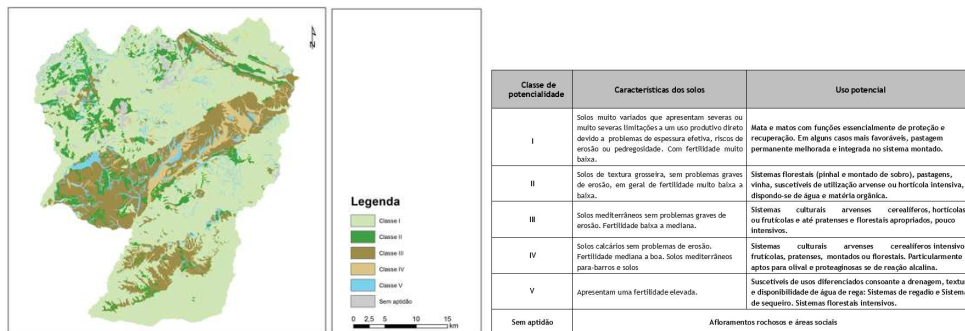 N
Legenda
Classe I
Classe II
Classe III
Classe IV
Classe V
Sem aptidão
0 2,5 5 10 15
km
Classe de
potencialidade
Características dos solos
Uso potencial
I
Solos muito variados que apresentam severas ou
muito severas limitações a um uso produtivo direto
devido a problemas de espessura efetiva, riscos de
erosão ou pedregosidade. Com fertilidade muito
baixa.
Mata e matos com funções essencialmente de proteção e
recuperação. Em alguns casos mais favoráveis, pastagem
permanente melhorada e integrada no sistema montado.
II
Solos de textura grosseira, sem problemas graves
de erosão, em geral de fertilidade muito baixa a
baixa.
Sistemas florestais (pinhal e montado de sobro), pastagens,
vinha, suscetíveis de utilização arvense ou hortícola intensiva,
dispondo-se de água e matéria orgânica.
III
Solos mediterrâneos sem problemas graves de
erosão. Fertilidade baixa a mediana.
Sistemas culturais arvenses cerealíferos, hortícolas
ou frutícolas e até pratenses e florestais apropriados, pouco
intensivos.
IV
Solos calcários sem problemas de erosão.
Fertilidade mediana a boa. Solos mediterrâneos
para-barros e solos
Sistemas culturais arvenses cerealíferos intensivo
frutícolas, pratenses, montados ou florestais. Particularmente
aptos para olival e proteaginosas se de reação alcalina.
V
Apresentam uma fertilidade elevada.
Suscetíveis de usos diferenciados consoante a drenagem, textur
e disponibilidade de água de rega: Sistemas de regadio e Sistema
de sequeiro. Sistemas florestais intensivos.
Sem aptidão
Afloramentos rochosos e áreas sociais